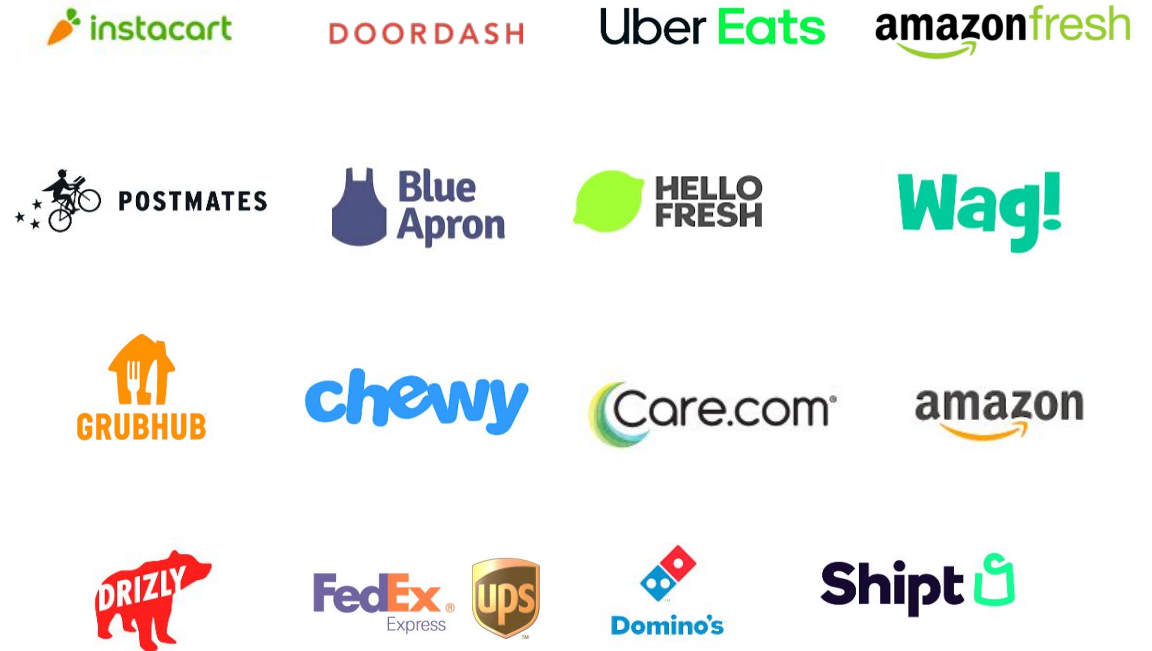 instacart
DOORDASH
Uber Eats
amazonfresh
POSTMATES
Blue
Apron
HELLO
FRESH
Wag!
GRUBHUB
chewy
Care.com®
amazon
DRIZLY
FedEx®
Express
ups
TM
Domino's
Shipt